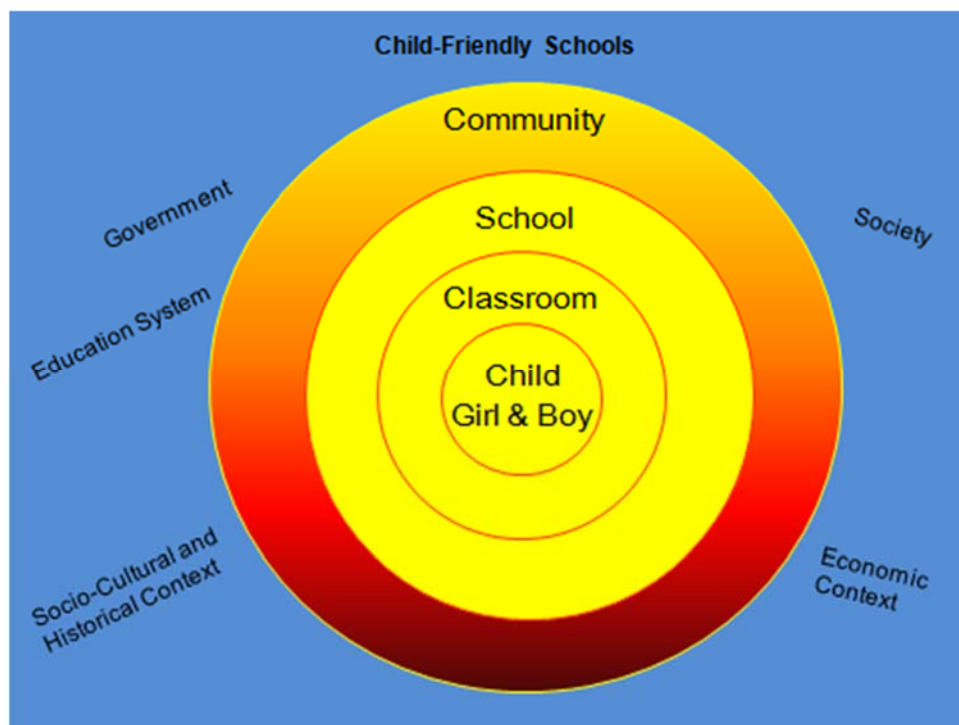 Child-Friendly Schools
Community
Government
School
Society
Education System
Classroom
Child
Girl & Boy
Socio-Cultural and
Historical Context
Economic
Context